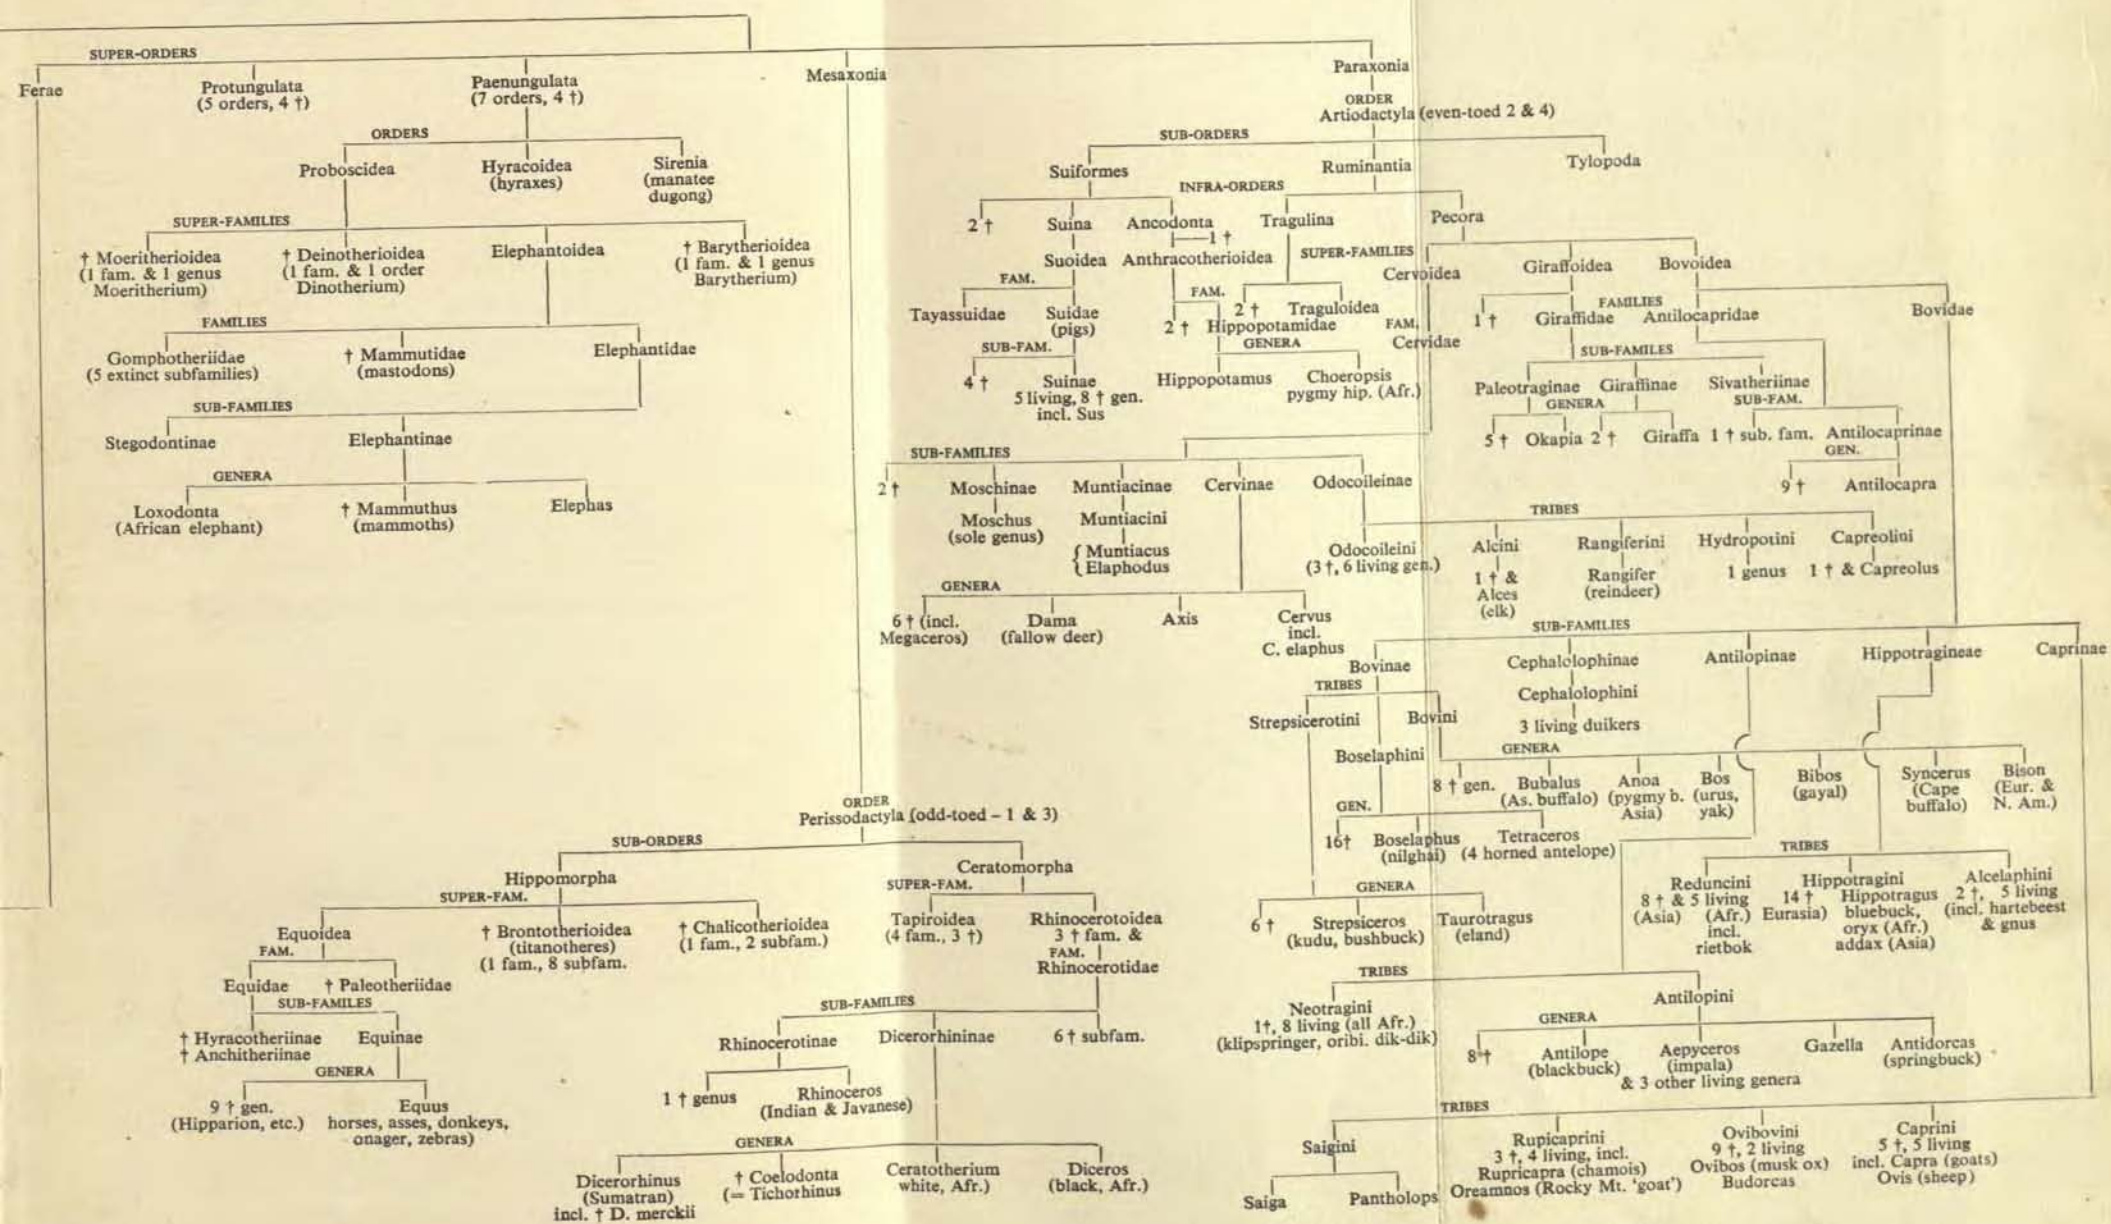 SUPER-ORDERS
Ferae
Protungulata
(5 orders, 4 †)
Paenungulata
(7 orders, 4 †)
Mesaxonia
Paraxonia
ORDER
Artiodactyla (even-toed 2 & 4)
ORDERS
Proboscidea
Hyracoidea
(hyraxes)
Sirenia
(manatee
dugong)
SUPER-FAMILIES
† Moeritherioidea
(1 fam. & 1 genus
Moeritherium)
† Deinotherioidea
(1 fam. & 1 order
Dinotherium)
Elephantoidea
† Barytherioidea
(1 fam. & 1 genus
Barytherium)
FAMILIES
Gomphotheriidae
(5 extinct subfamilies)
† Mammutidae
(mastodons)
Elephantidae
SUB-FAMILIES
Stegodontinae
Elephantinae
GENERA
Loxodonta
(African elephant)
† Mammuthus
(mammoths)
Elephas
SUB-ORDERS
Suiformes
Ruminantia
Tylopoda
INFRA-ORDERS
2 †
Suina
Ancodonta
1 †
Tragulina
Pecora
Suoidea
Anthracotherioidea
SUPER-FAMILIES
Cervoidea
Giraffoidea
Bovoidea
FAM.
Tayassuidae
Suidae
(pigs)
FAM.
2 †
Hippopotamidae
2 †
Traguloidea
FAM.
Cervidae
FAMILIES
1 †
Giraffidae
Antilocapridae
Bovidae
SUB-FAM.
4 †
Suinae
5 living, 8 † gen.
incl. Sus
GENERA
Hippopotamus
Choeropsis
pygmy hip. (Afr.)
SUB-FAMILES
Paleotraginae
Giraffinae
Sivatheriinae
GENERA
5 †
Okapia
2 †
Giraffa
SUB-FAM.
1 † sub. fam.
Antilocaprinae
GEN.
9 †
Antilocapra
SUB-FAMILIES
2 †
Moschinae
Moschus
(sole genus)
Muntiacinae
Muntiacini
{ Muntiacus
{ Elaphodus
Cervinae
Odocoileinae
TRIBES
Odocoileini
(3 †, 6 living gen.)
Alcini
1 † &
Alces
(elk)
Rangiferini
Rangifer
(reindeer)
Hydropotini
1 genus
Capreolini
1 † & Capreolus
GENERA
6 † (incl.
Megaceros)
Dama
(fallow deer)
Axis
Cervus
incl.
C. elaphus
SUB-FAMILIES
Bovinae
Cephalolophinae
Cephalolophini
3 living duikers
Antilopinae
Hippotragineae
Caprinae
TRIBES
Strepsicerotini
Boselaphini
Bovini
GENERA
8 † gen.
Bubalus
(As. buffalo)
Anoa
(pygmy b.
Asia)
Bos
(urus,
yak)
Bibos
(gayal)
Syncerus
(Cape
buffalo)
Bison
(Eur. &
N. Am.)
GEN.
16†
Boselaphus
(nilghai)
Tetraceros
(4 horned antelope)
GENERA
6 †
Strepsiceros
(kudu, bushbuck)
Taurotragus
(eland)
TRIBES
Reduncini
8 † & 5 living
(Asia) (Afr.)
incl.
rietbok
Hippotragini
14 † Hippotragus
Eurasia) bluebuck,
oryx (Afr.)
addax (Asia)
Alcelaphini
2 †, 5 living
(incl. hartebeest
& gnus
TRIBES
Neotragini
1†, 8 living (all Afr.)
(klipspringer, oribi. dik-dik)
Antilopini
GENERA
8 †
Antilope
(blackbuck)
Aepyceros
(impala)
& 3 other living genera
Gazella
Antidorcas
(springbuck)
TRIBES
Saigini
Saiga
Pantholops
Rupicaprini
3 †, 4 living, incl.
Rupricapra (chamois)
Oreamnos (Rocky Mt. 'goat')
Ovibovini
9 †, 2 living
Ovibos (musk ox)
Budorcas
Caprini
5 †, 5 living
incl. Capra (goats)
Ovis (sheep)
ORDER
Perissodactyla (odd-toed – 1 & 3)
SUB-ORDERS
Hippomorpha
Ceratomorpha
SUPER-FAM.
Equoidea
† Brontotherioidea
(titanotheres)
(1 fam., 8 subfam.
† Chalicotherioidea
(1 fam., 2 subfam.)
SUPER-FAM.
Tapiroidea
(4 fam., 3 †)
Rhinocerotoidea
3 † fam. &
FAM.
Rhinocerotidae
FAM.
Equidae
† Paleotheriidae
SUB-FAMILES
† Hyracotheriinae
† Anchitheriinae
Equinae
GENERA
9 † gen.
(Hipparion, etc.)
Equus
horses, asses, donkeys,
onager, zebras)
SUB-FAMILIES
Rhinocerotinae
Dicerorhininae
6 † subfam.
1 † genus
Rhinoceros
(Indian & Javanese)
GENERA
Dicerorhinus
(Sumatran)
incl. † D. merckii
† Coelodonta
(= Tichorhinus
Ceratotherium
white, Afr.)
Diceros
(black, Afr.)